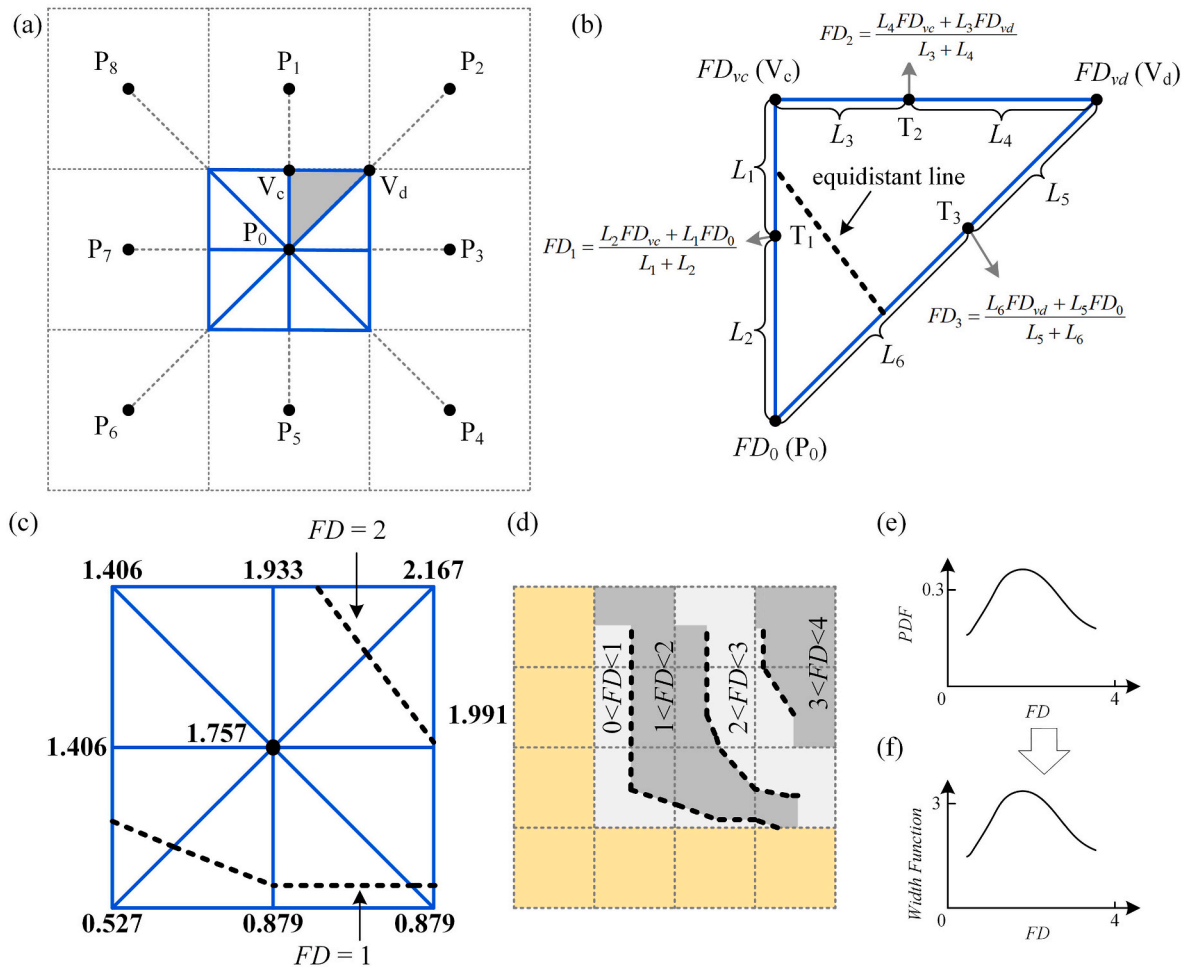 (a)
P8
P1
P2
Vc
Vd
P0
P7
P3
P6
P5
P4
(b)
FD2 = (L4FDvc + L3FDvd) / (L3 + L4)
FDvc (Vc)
FDvd (Vd)
L3
T2
L4
L1
equidistant line
L5
T3
FD1 = (L2FDvc + L1FD0) / (L1 + L2)
T1
FD3 = (L6FDvd + L5FD0) / (L5 + L6)
L2
L6
FD0 (P0)
(c)
FD = 2
1.406
1.933
2.167
1.991
1.757
1.406
0.527
0.879
0.879
FD = 1
(d)
0<FD<1
1<FD<2
2<FD<3
3<FD<4
(e)
0.3
PDF
0
FD
4
(f)
3
Width Function
0
FD
4